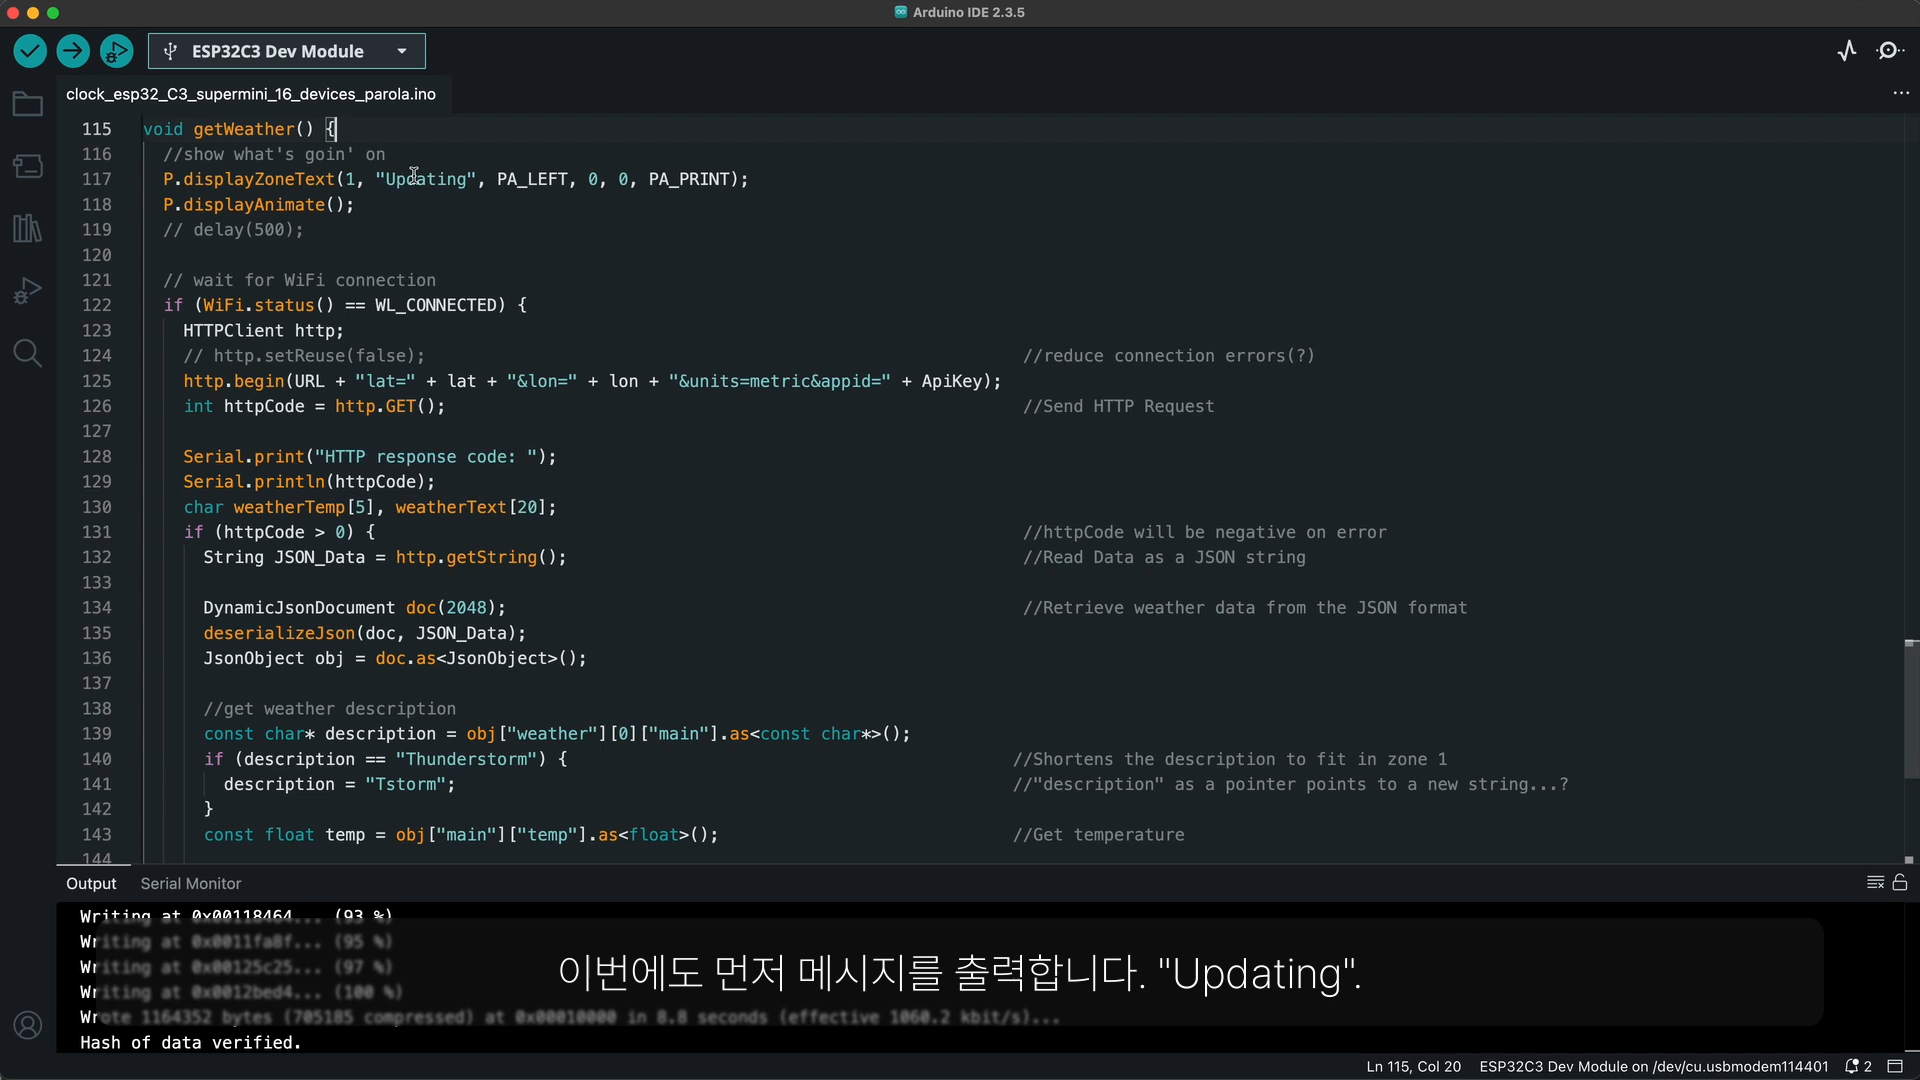 Arduino IDE 2.3.5
ESP32C3 Dev Module
clock_esp32_C3_supermini_16_devices_parola.ino
115 void getWeather() {
116 //show what's goin' on
117 P.displayZoneText(1, "Updating", PA_LEFT, 0, 0, PA_PRINT);
118 P.displayAnimate();
119 // delay(500);
120
121 // wait for WiFi connection
122 if (WiFi.status() == WL_CONNECTED) {
123 HTTPClient http;
124 // http.setReuse(false); //reduce connection errors(?)
125 http.begin(URL + "lat=" + lat + "&lon=" + lon + "&units=metric&appid=" + ApiKey);
126 int httpCode = http.GET(); //Send HTTP Request
127
128 Serial.print("HTTP response code: ");
129 Serial.println(httpCode);
130 char weatherTemp[5], weatherText[20];
131 if (httpCode > 0) { //httpCode will be negative on error
132 String JSON_Data = http.getString(); //Read Data as a JSON string
133
134 DynamicJsonDocument doc(2048); //Retrieve weather data from the JSON format
135 deserializeJson(doc, JSON_Data);
136 JsonObject obj = doc.as<JsonObject>();
137
138 //get weather description
139 const char* description = obj["weather"][0]["main"].as<const char*>();
140 if (description == "Thunderstorm") { //Shortens the description to fit in zone 1
141 description = "Tstorm"; //"description" as a pointer points to a new string...?
142 }
143 const float temp = obj["main"]["temp"].as<float>(); //Get temperature
144
Output Serial Monitor
Writing at 0x00118464... (93 %)
Writing at 0x0011fa8f... (95 %)
Writing at 0x00125c25... (97 %)
Writing at 0x0012bed4... (100 %)
Wrote 1164352 bytes (705185 compressed) at 0x00010000 in 8.8 seconds (effective 1060.2 kbit/s)...
Hash of data verified.
이번에도 먼저 메시지를 출력합니다. "Updating".
Ln 115, Col 20 ESP32C3 Dev Module on /dev/cu.usbmodem114401 2